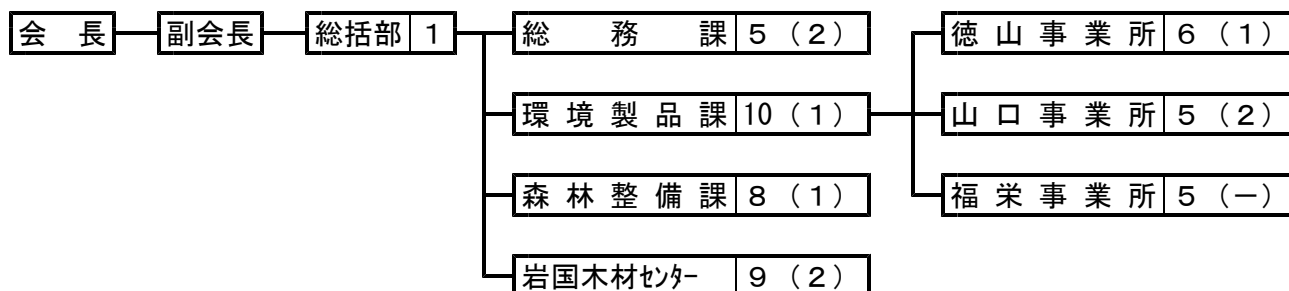 会長 副会長 総括部 1 総務課 5 (2) 徳山事業所 6 (1)
環境製品課 10 (1) 山口事業所 5 (2)
森林整備課 8 (1) 福栄事業所 5 (-)
岩国木材ｾﾝﾀｰ 9 (2)